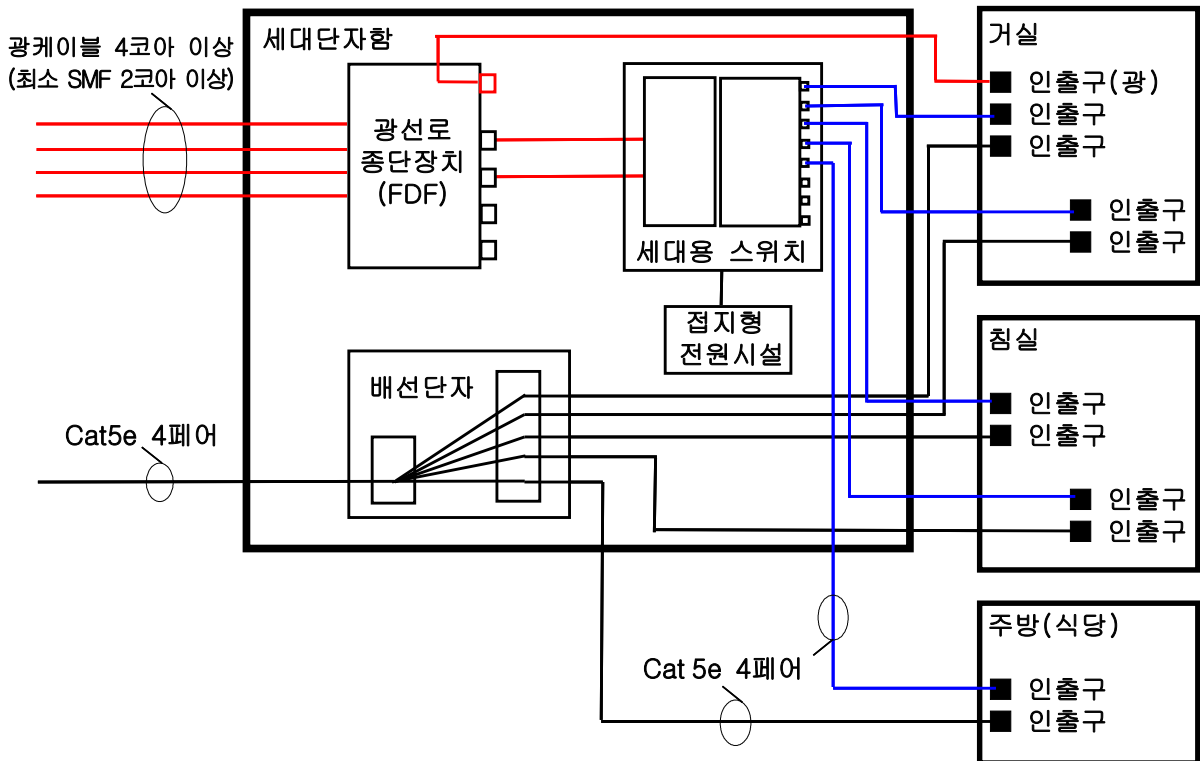 광케이블 4코아 이상
(최소 SMF 2코아 이상)
세대단자함
광선로
종단장치
(FDF)
세대용 스위치
접지형
전원시설
배선단자
Cat5e 4페어
Cat 5e 4페어
거실
인출구(광)
인출구
인출구
인출구
인출구
침실
인출구
인출구
인출구
인출구
주방(식당)
인출구
인출구